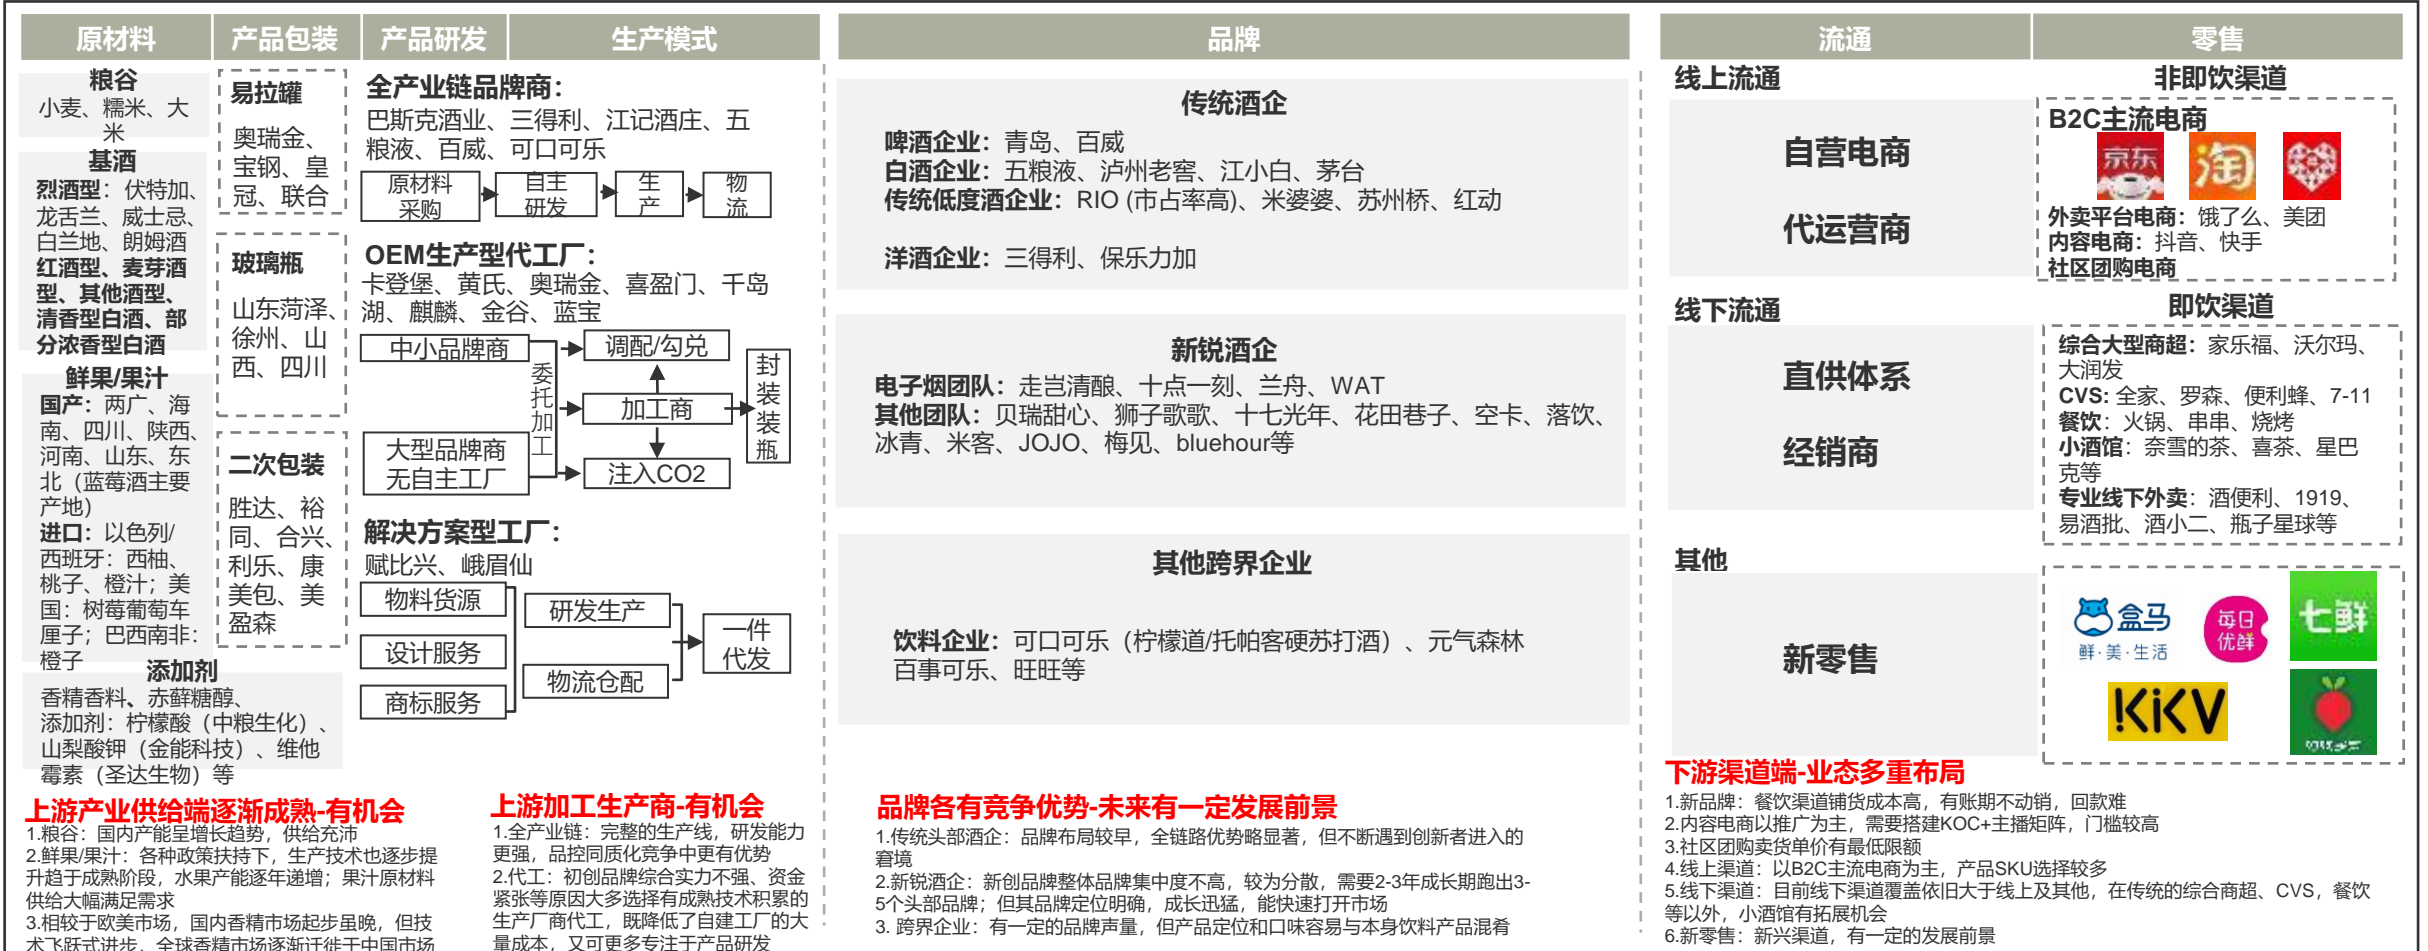 原材料
产品包装
产品研发
生产模式
品牌
流通
零售
粮谷
小麦、糯米、大
米
基酒
烈酒型：伏特加、
龙舌兰、威士忌、
白兰地、朗姆酒
红酒型、麦芽酒
型、其他酒型、
清香型白酒、部
分浓香型白酒
鲜果/果汁
国产：两广、海
南、四川、陕西、
河南、山东、东
北（蓝莓酒主要
产地）
进口：以色列/
西班牙：西柚、
桃子、橙汁；美
国：树莓葡萄车
厘子；巴西南非：
橙子
添加剂
香精香料、赤藓糖醇、
添加剂：柠檬酸（中粮生化）、
山梨酸钾（金能科技）、维他
霉素（圣达生物）等
易拉罐
奥瑞金、
宝钢、皇
冠、联合
玻璃瓶
山东菏泽、
徐州、山
西、四川
二次包装
胜达、裕
同、合兴、
利乐、康
美包、美
盈森
全产业链品牌商：
巴斯克酒业、三得利、江记酒庄、五
粮液、百威、可口可乐
原材料
采购
自主
研发
生
产
物
流
OEM生产型代工厂：
卡登堡、黄氏、奥瑞金、喜盈门、千岛
湖、麒麟、金谷、蓝宝
中小品牌商
大型品牌商
无自主工厂
委
托
加
工
调配/勾兑
加工商
注入CO2
封
装
装
瓶
解决方案型工厂：
赋比兴、峨眉仙
物料货源
设计服务
商标服务
研发生产
物流仓配
一件
代发
传统酒企
啤酒企业：青岛、百威
白酒企业：五粮液、泸州老窖、江小白、茅台
传统低度酒企业：RIO (市占率高)、米婆婆、苏州桥、红动
洋酒企业：三得利、保乐力加
新锐酒企
电子烟团队：走岂清酿、十点一刻、兰舟、WAT
其他团队：贝瑞甜心、狮子歌歌、十七光年、花田巷子、空卡、落饮、
冰青、米客、JOJO、梅见、bluehour等
其他跨界企业
饮料企业：可口可乐（柠檬道/托帕客硬苏打酒）、元气森林
百事可乐、旺旺等
线上流通
自营电商
代运营商
线下流通
直供体系
经销商
其他
新零售
非即饮渠道
B2C主流电商
京东
淘
外卖平台电商：饿了么、美团
内容电商：抖音、快手
社区团购电商
即饮渠道
综合大型商超：家乐福、沃尔玛、
大润发
CVS: 全家、罗森、便利蜂、7-11
餐饮：火锅、串串、烧烤
小酒馆：奈雪的茶、喜茶、星巴
克等
专业线下外卖：酒便利、1919、
易酒批、酒小二、瓶子星球等
盒马
鲜·美·生活
每日
优鲜
七鲜
KiKV
上游产业供给端逐渐成熟-有机会
1.粮谷：国内产能呈增长趋势，供给充沛
2.鲜果/果汁：各种政策扶持下，生产技术也逐步提
升趋于成熟阶段，水果产能逐年递增；果汁原材料
供给大幅满足需求
3.相较于欧美市场，国内香精市场起步虽晚，但技
术飞跃式进步，全球香精市场逐渐迁徙于中国市场
上游加工生产商-有机会
1.全产业链：完整的生产线，研发能力
更强，品控同质化竞争中更有优势
2.代工：初创品牌综合实力不强、资金
紧张等原因大多选择有成熟技术积累的
生产厂商代工，既降低了自建工厂的大
量成本，又可更多专注于产品研发
品牌各有竞争优势-未来有一定发展前景
1.传统头部酒企：品牌布局较早，全链路优势略显著，但不断遇到创新者进入的
窘境
2.新锐酒企：新创品牌整体品牌集中度不高，较为分散，需要2-3年成长期跑出3-
5个头部品牌；但其品牌定位明确，成长迅猛，能快速打开市场
3. 跨界企业：有一定的品牌声量，但产品定位和口味容易与本身饮料产品混肴
下游渠道端-业态多重布局
1.新品牌：餐饮渠道铺货成本高，有账期不动销，回款难
2.内容电商以推广为主，需要搭建KOC+主播矩阵，门槛较高
3.社区团购卖货单价有最低限额
4.线上渠道：以B2C主流电商为主，产品SKU选择较多
5.线下渠道：目前线下渠道覆盖依旧大于线上及其他，在传统的综合商超、CVS，餐饮
等以外，小酒馆有拓展机会
6.新零售：新兴渠道，有一定的发展前景